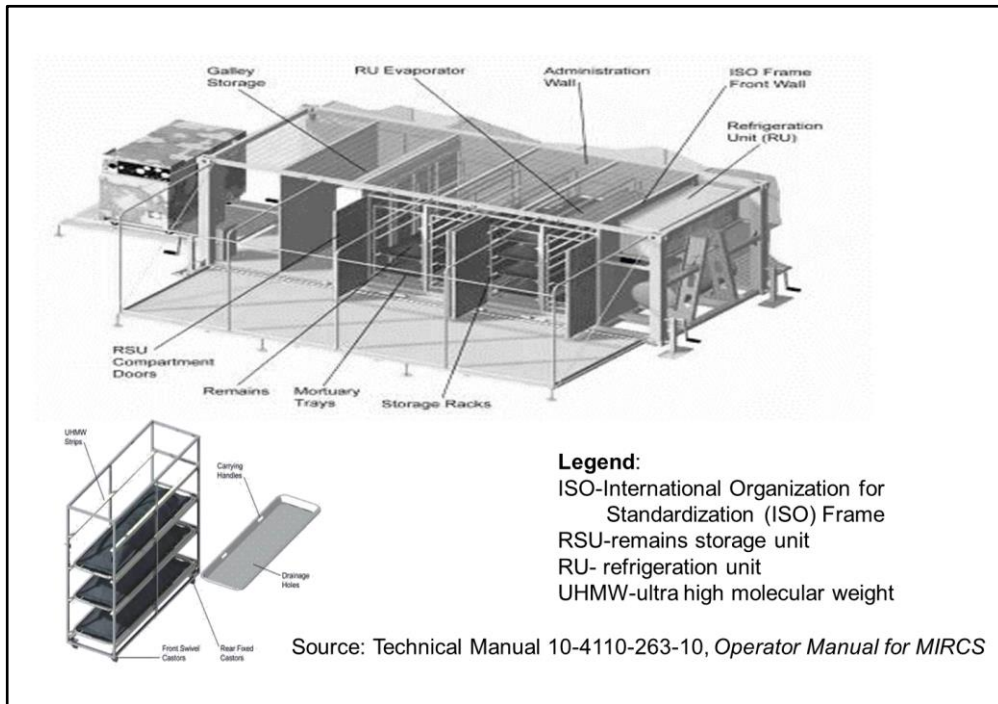 Galley
Storage
RU Evaporator
Administration
Wall
ISO Frame
Front Wall
Refrigeration
Unit (RU)
RSU
Compartment
Doors
Remains
Mortuary
Trays
Storage Racks
UHMW
Strips
Carrying
Handles
Drainage
Holes
Front Swivel
Castors
Rear Fixed
Castors
Legend:
ISO-International Organization for
Standardization (ISO) Frame
RSU-remains storage unit
RU- refrigeration unit
UHMW-ultra high molecular weight
Source: Technical Manual 10-4110-263-10, Operator Manual for MIRCS